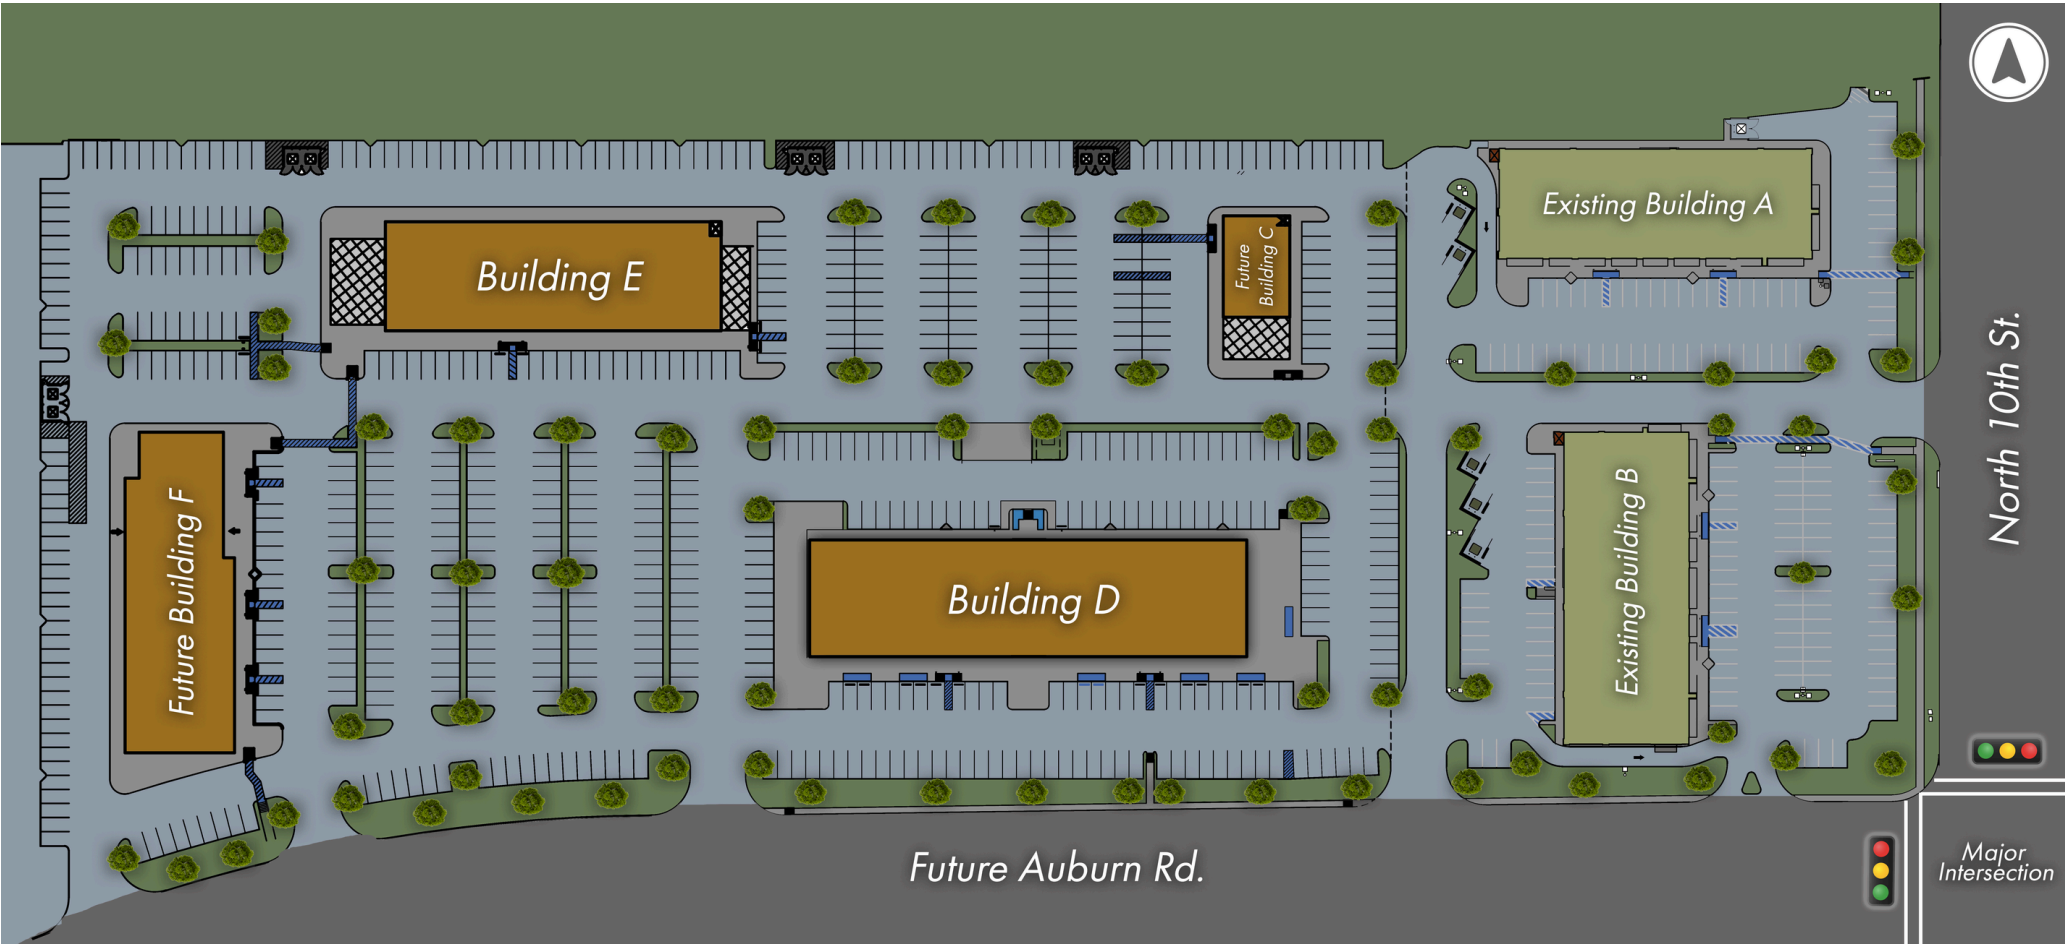 Existing Building A
Building E
Future
Building C
North 10th St.
Future Building F
Existing Building B
Building D
Future Auburn Rd.
Major
Intersection